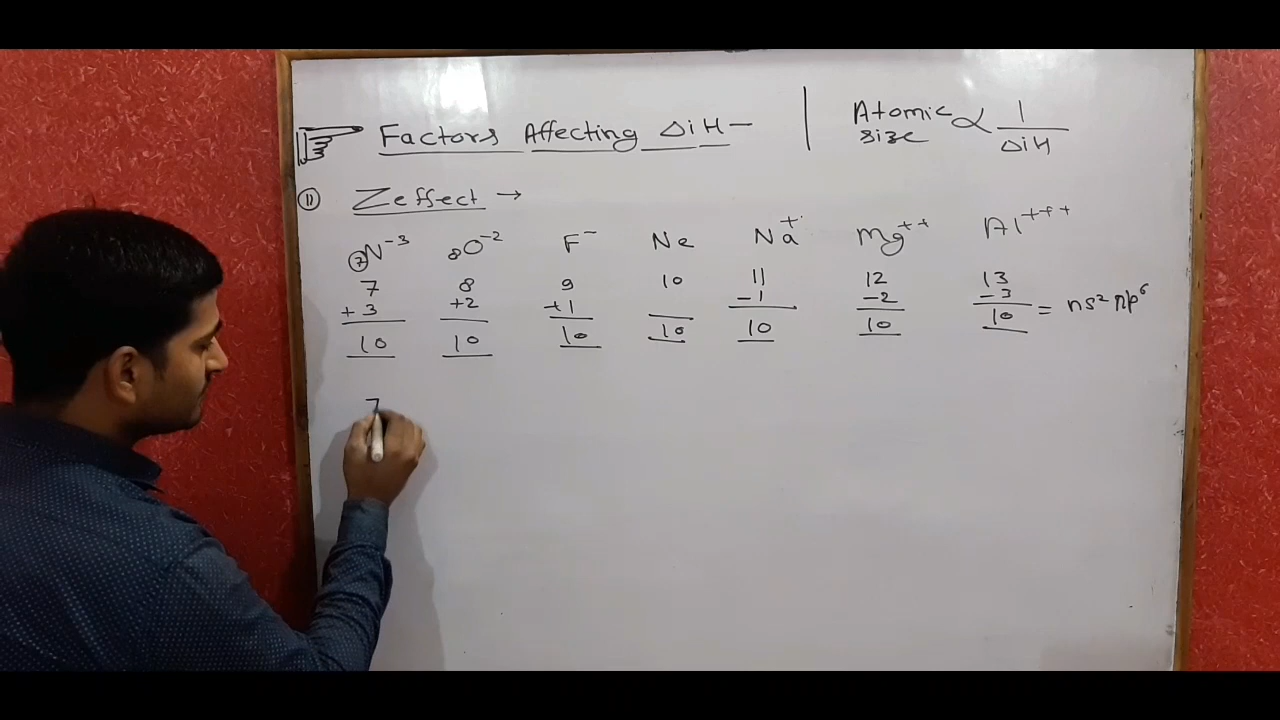 Factors Affecting ΔiH –
Atomic size ∝ 1/ΔiH
(1) Zeffect →
7N⁻³ 8O⁻² F⁻ Ne Na⁺ Mg⁺⁺ Al⁺⁺⁺
7 8 9 10 11 12 13
+3 +2 +1 -1 -2 -3
10 10 10 10 10 10 10 = ns² np⁶
7